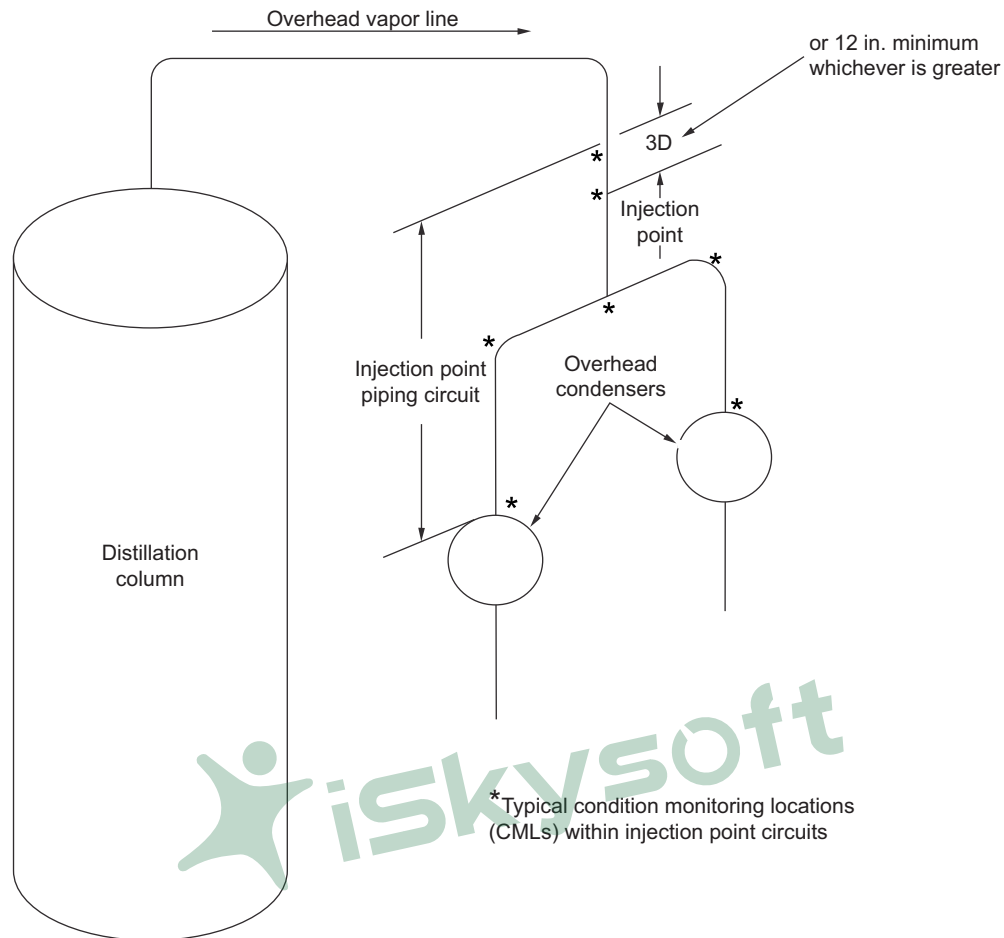 Overhead vapor line
or 12 in. minimum
whichever is greater
3D
*
*
Injection
point
*
*
*
Injection point
piping circuit
Overhead
condensers
*
*
Distillation
column
iSkysoft
*Typical condition monitoring locations
(CMLs) within injection point circuits